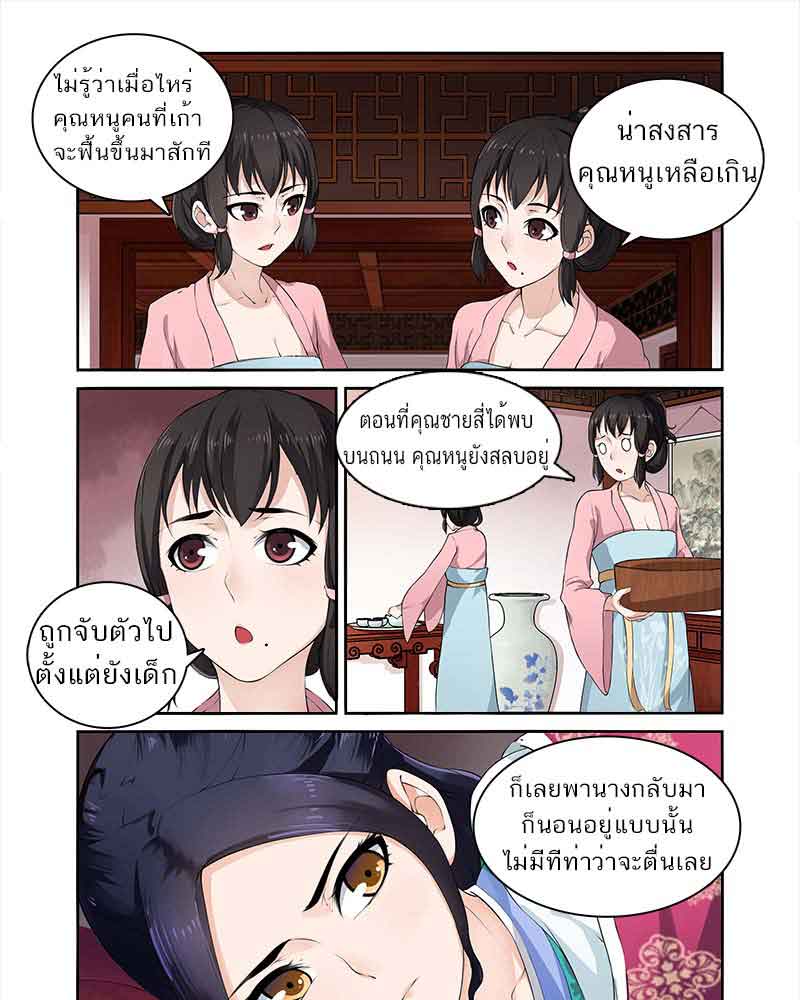 ไม่รู้ว่าเมื่อไหร่
คุณหนูคนที่เก้า
จะฟื้นขึ้นมาสักที
น่าสงสาร
คุณหนูเหลือเกิน
ถูกจับตัวไป
ตั้งแต่ยังเด็ก
ตอนที่คุณชายสี่ได้พบ
บนถนน คุณหนูยังสลบอยู่
ก็เลยพานางกลับมา
ก็นอนอยู่แบบนั้น
ไม่มีทีท่าว่าจะตื่นเลย